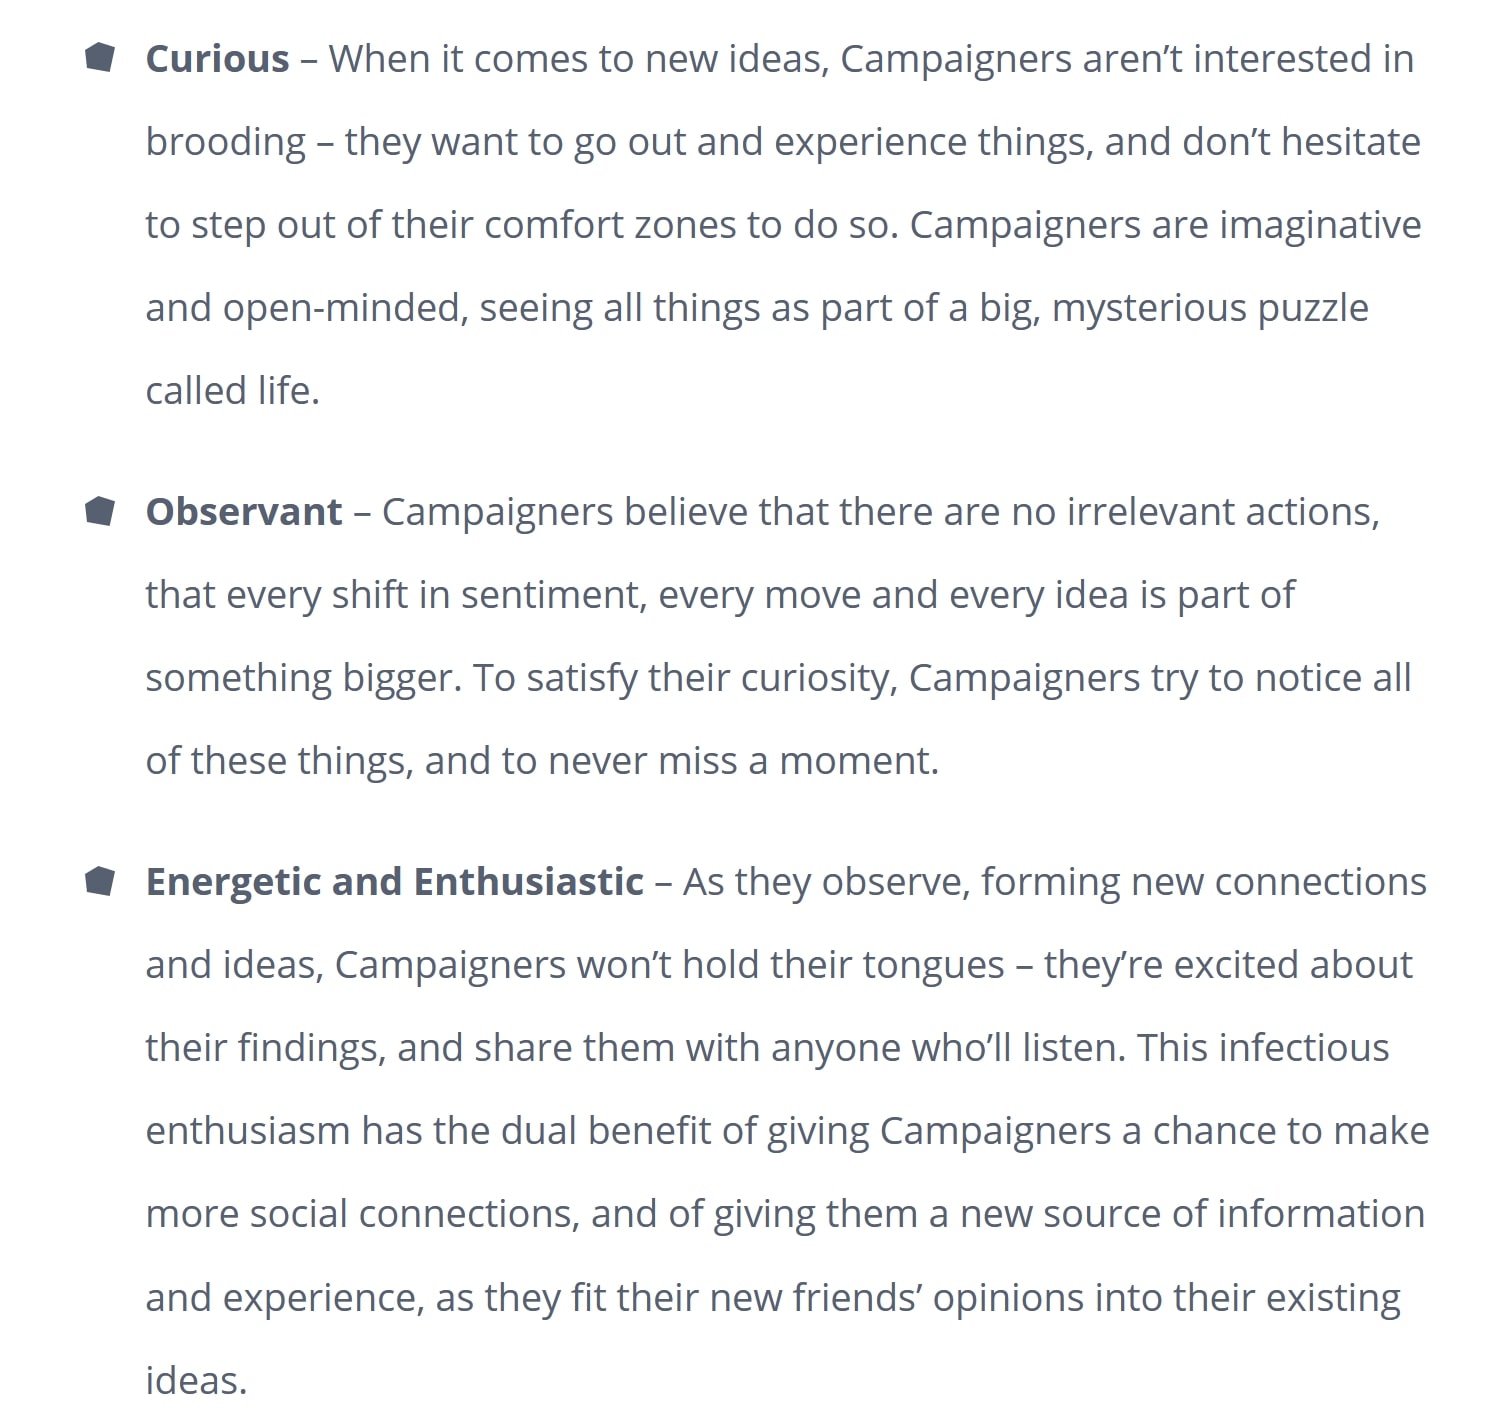 Curious – When it comes to new ideas, Campaigners aren’t interested in
brooding – they want to go out and experience things, and don’t hesitate
to step out of their comfort zones to do so. Campaigners are imaginative
and open-minded, seeing all things as part of a big, mysterious puzzle
called life.
Observant – Campaigners believe that there are no irrelevant actions,
that every shift in sentiment, every move and every idea is part of
something bigger. To satisfy their curiosity, Campaigners try to notice all
of these things, and to never miss a moment.
Energetic and Enthusiastic – As they observe, forming new connections
and ideas, Campaigners won’t hold their tongues – they’re excited about
their findings, and share them with anyone who’ll listen. This infectious
enthusiasm has the dual benefit of giving Campaigners a chance to make
more social connections, and of giving them a new source of information
and experience, as they fit their new friends’ opinions into their existing
ideas.